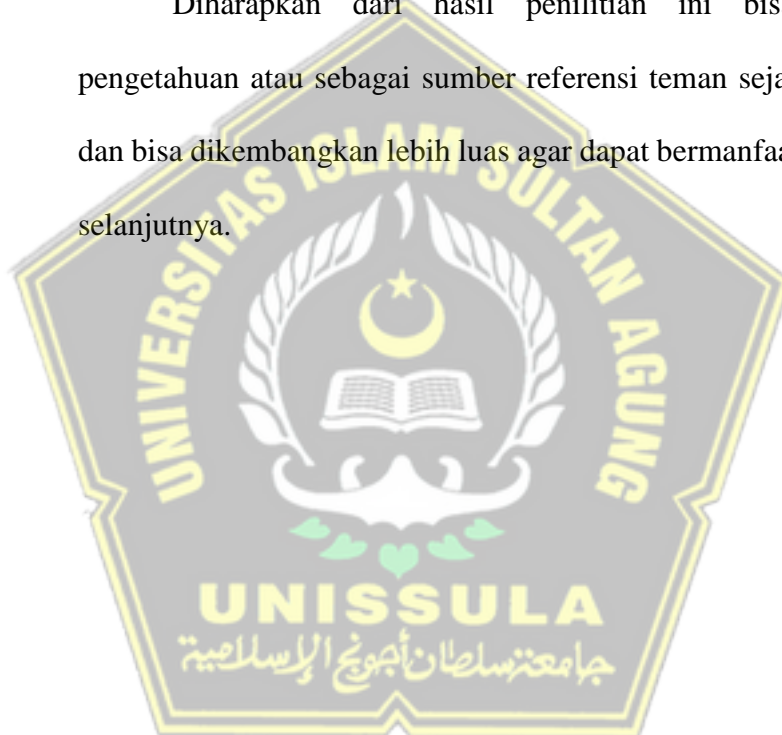 Diharapkan dari hasil penilitian ini bis
pengetahuan atau sebagai sumber referensi teman seja
dan bisa dikembangkan lebih luas agar dapat bermanfaa
selanjutnya.
UNIVERSITAS ISLAM SULTAN AGUNG
UNISSULA
جامعة سلطان أجونج الإسلامية